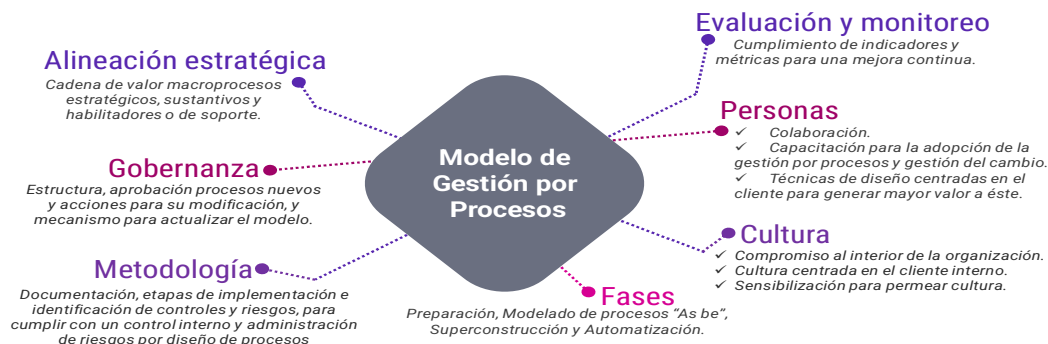 Alineación estratégica
Cadena de valor macroprocesos
estratégicos, sustantivos y
habilitadores o de soporte.
Gobernanza
Estructura, aprobación procesos nuevos
y acciones para su modificación, y
mecanismo para actualizar el modelo.
Metodología
Documentación, etapas de implementación e
identificación de controles y riesgos, para
cumplir con un control interno y administración
de riesgos por diseño de procesos
Modelo de
Gestión por
Procesos
Evaluación y monitoreo
Cumplimiento de indicadores y
métricas para una mejora continua.
Personas
✓ Colaboración.
✓ Capacitación para la adopción de la
gestión por procesos y gestión del cambio.
✓ Técnicas de diseño centradas en el
cliente para generar mayor valor a éste.
Cultura
✓ Compromiso al interior de la organización.
✓ Cultura centrada en el cliente interno.
✓ Sensibilización para permear cultura.
Fases
Preparación, Modelado de procesos “As be”,
Superconstrucción y Automatización.